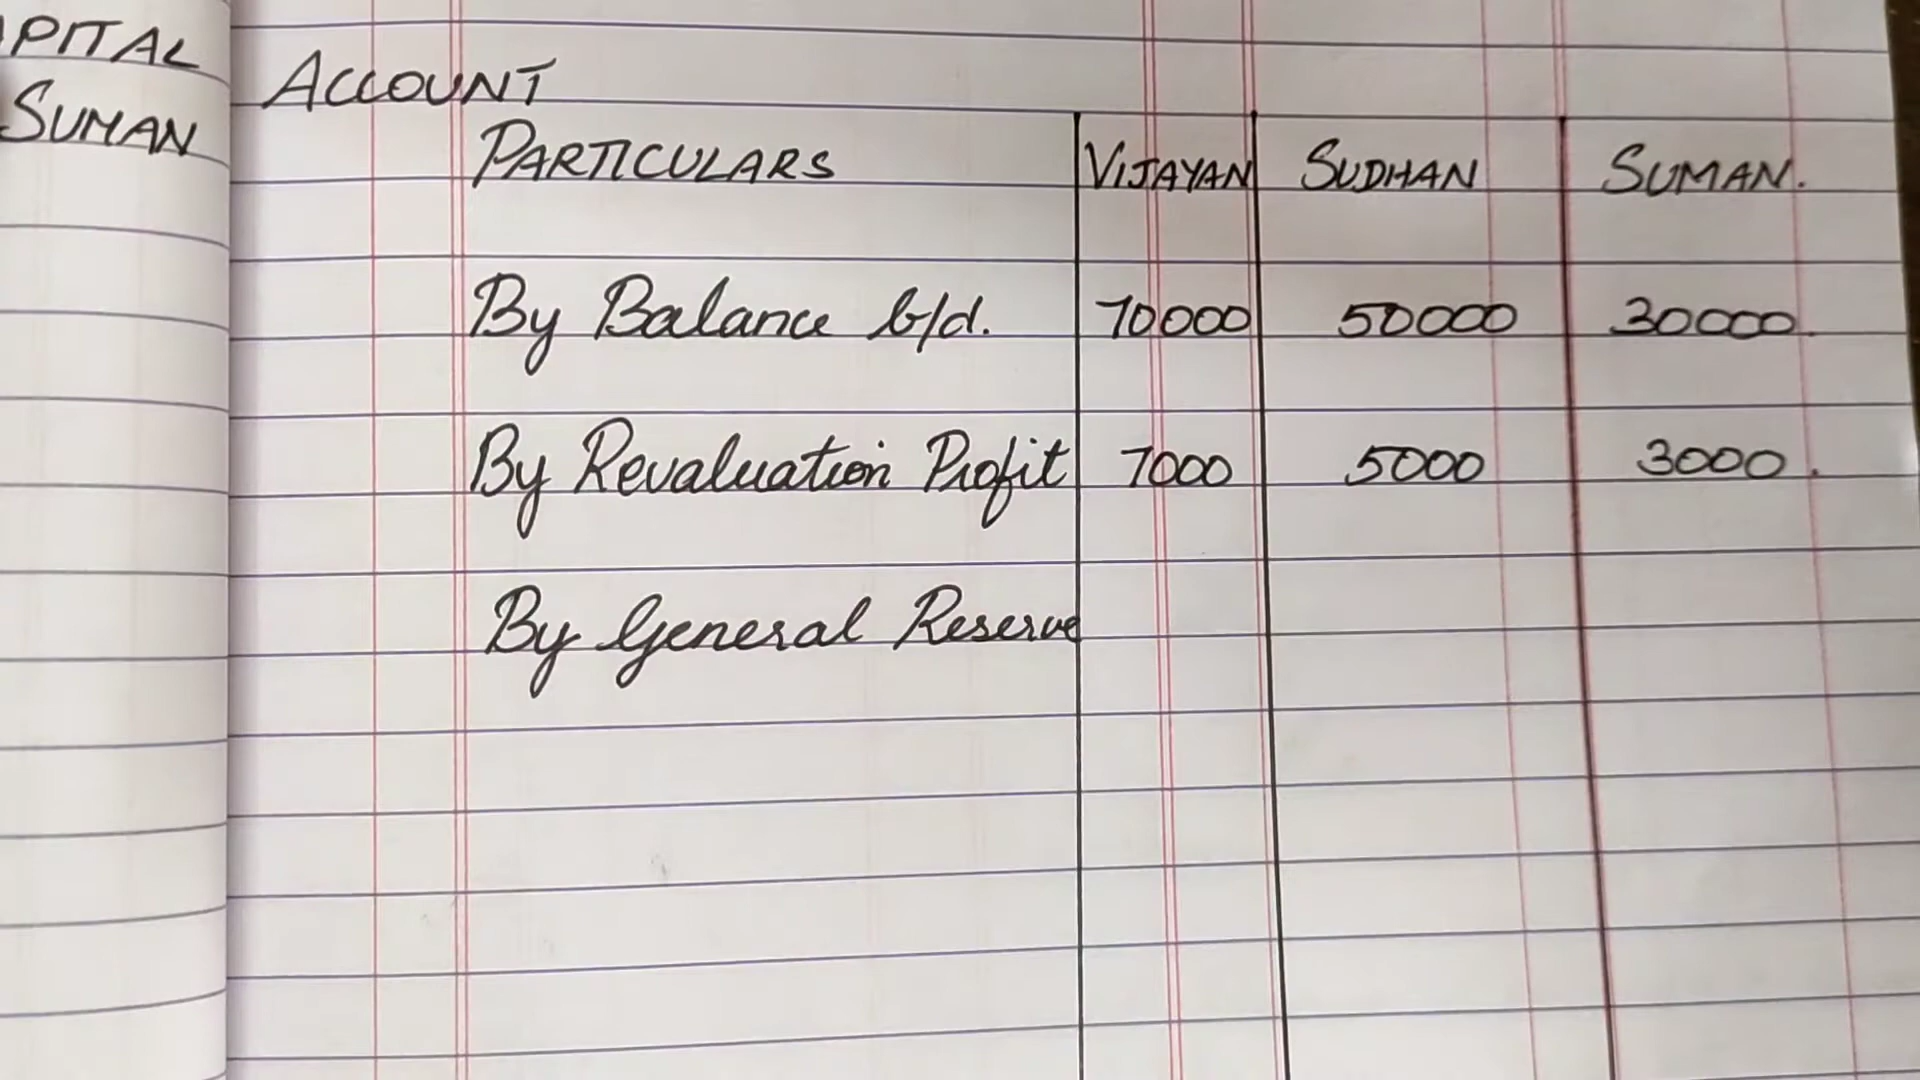 PITAL
SUMAN
ACCOUNT
PARTICULARS VIJAYAN SUDHAN SUMAN.
By Balance b/d. 70000 50000 30000.
By Revaluation Profit 7000 5000 3000.
By General Reserve